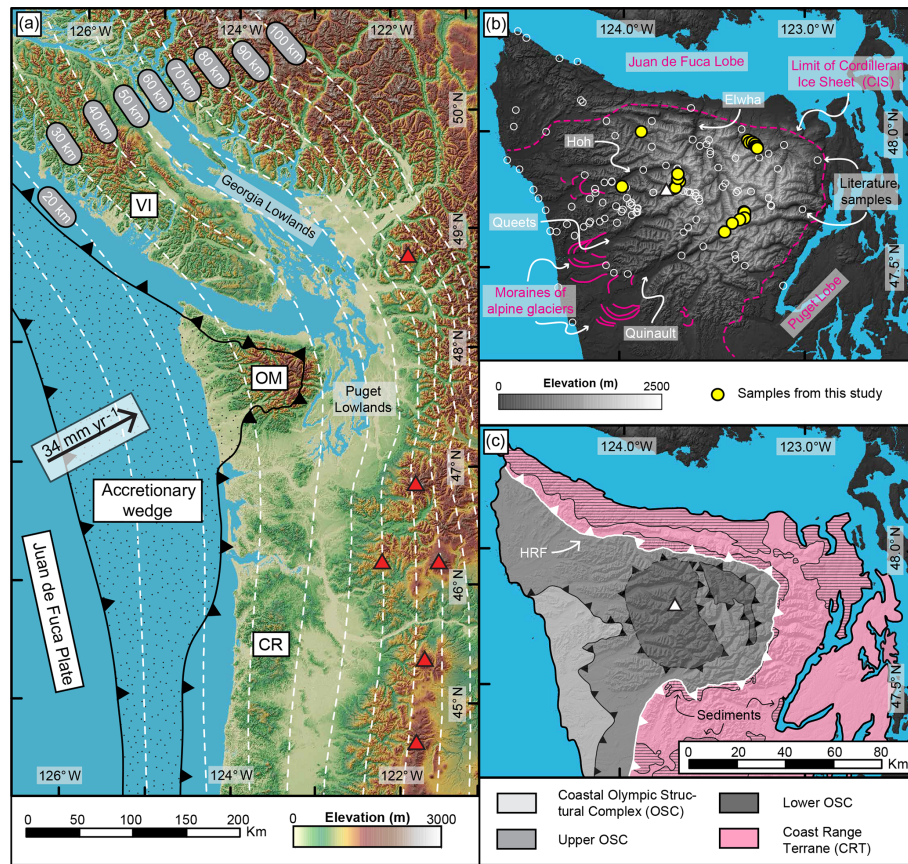 (a)
126° W
124° W
122° W
20 km
30 km
40 km
50 km
60 km
70 km
80 km
90 km
100 km
50° N
VI
Georgia Lowlands
49° N
48° N
OM
Puget
Lowlands
34 mm yr⁻¹
47° N
Accretionary
wedge
Juan de Fuca Plate
46° N
CR
45° N
126° W
124° W
122° W
0 50 100 150 200
Km
Elevation (m)
0 3000
(b)
124.0° W
123.0° W
Juan de Fuca Lobe
Limit of Cordilleran
Ice Sheet (CIS)
Elwha
48.0° N
Hoh
Literature
samples
Queets
47.5° N
Moraines of
alpine glaciers
Quinault
Puget Lobe
Elevation (m)
0 2500
Samples from this study
(c)
124.0° W
123.0° W
HRF
48.0° N
47.5° N
Sediments
0 20 40 60 80
Km
Coastal Olympic Struc-
tural Complex (OSC)
Lower OSC
Upper OSC
Coast Range
Terrane (CRT)